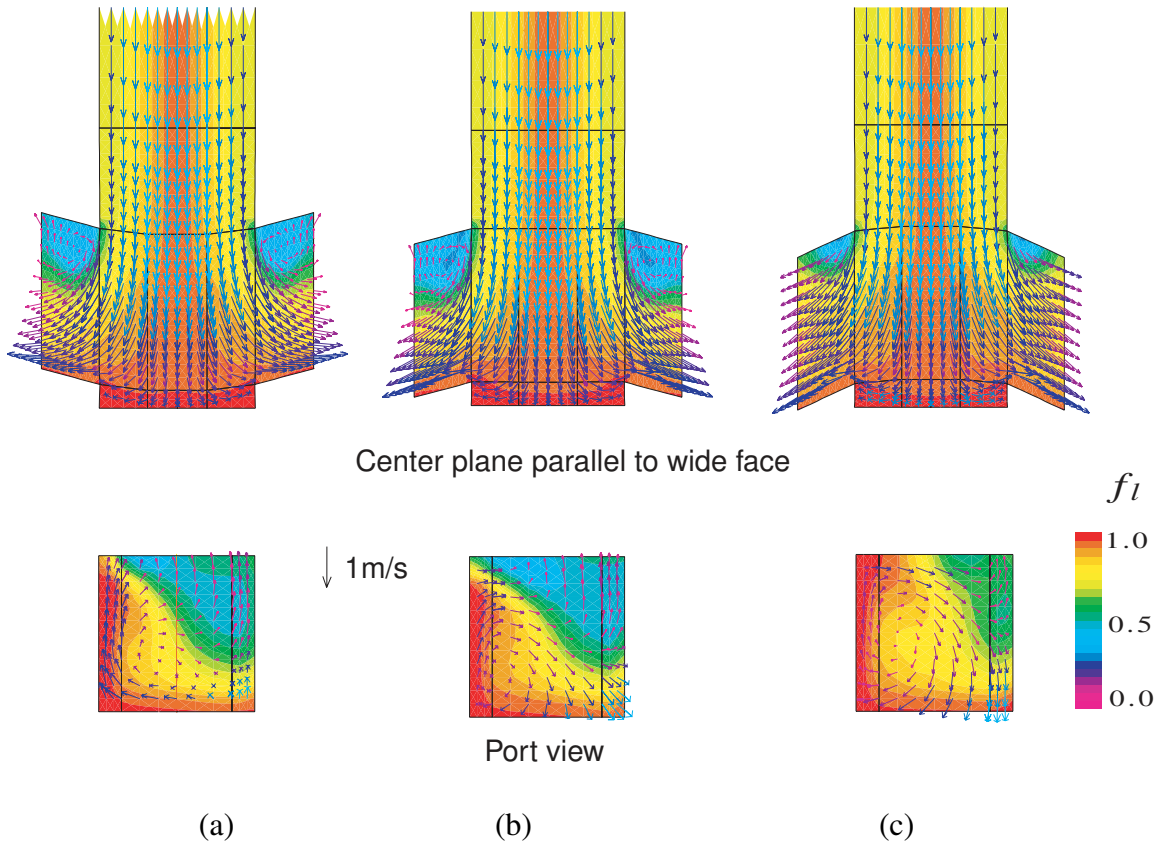 Center plane parallel to wide face
f_l
1.0
0.5
0.0
1m/s
Port view
(a) (b) (c)